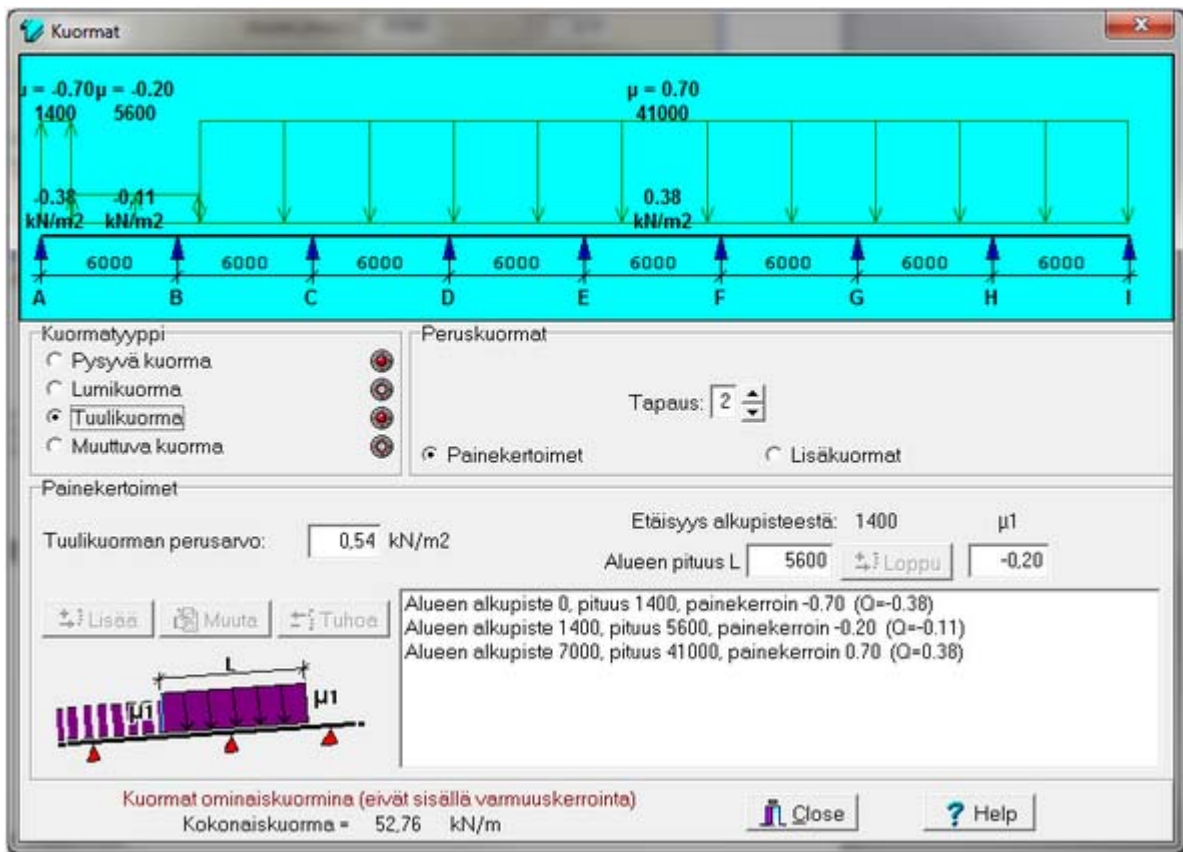 Kuormat
µ = -0.70 µ = -0.20 µ = 0.70
1400 5600 41000
-0.38 -0.11 0.38
kN/m2 kN/m2 kN/m2
6000 6000 6000 6000 6000 6000 6000 6000
A B C D E F G H I
Kuormatyyppi
Pysyvä kuorma
Lumikuorma
Tuulikuorma
Muuttuva kuorma
Peruskuormat
Tapaus: 2
Painekertoimet Lisäkuormat
Painekertoimet
Tuulikuorman perusarvo: 0,54 kN/m2
Etäisyys alkupisteestä: 1400 µ1
Alueen pituus L 5600 Loppu -0,20
Lisää Muuta Tuhoa
Alueen alkupiste 0, pituus 1400, painekerroin -0.70 (Q=-0.38)
Alueen alkupiste 1400, pituus 5600, painekerroin -0.20 (Q=-0.11)
Alueen alkupiste 7000, pituus 41000, painekerroin 0.70 (Q=0.38)
L
µ1 µ1
Kuormat ominaiskuormina (eivät sisällä varmuuskerrointa)
Kokonaiskuorma = 52,76 kN/m
Close Help